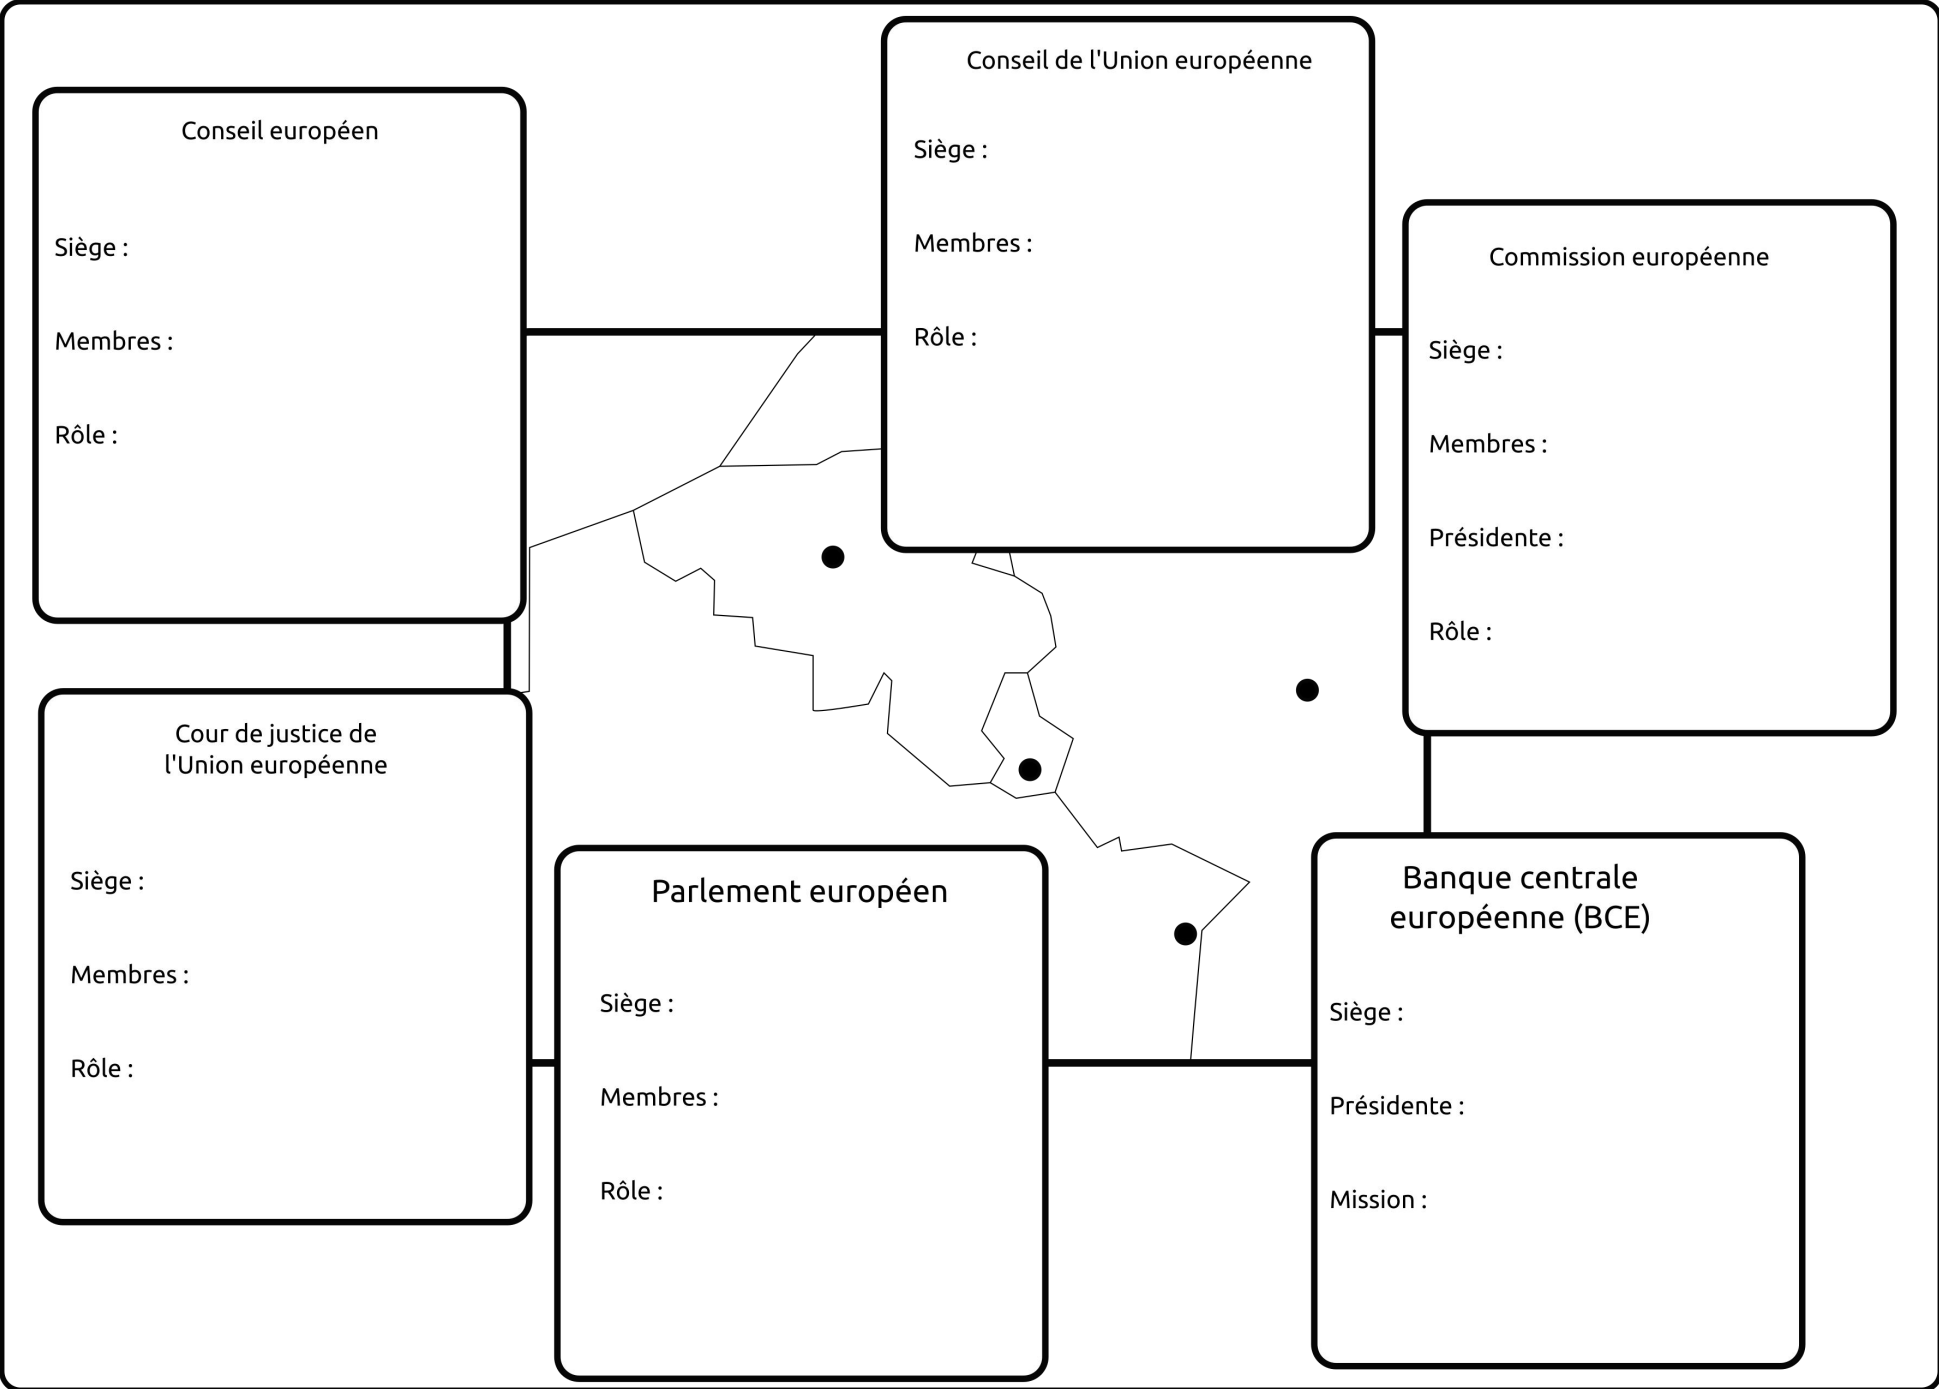 Conseil européen
Siège :
Membres :
Rôle :
Conseil de l'Union européenne
Siège :
Membres :
Rôle :
Commission européenne
Siège :
Membres :
Présidente :
Rôle :
Cour de justice de
l'Union européenne
Siège :
Membres :
Rôle :
Parlement européen
Siège :
Membres :
Rôle :
Banque centrale
européenne (BCE)
Siège :
Présidente :
Mission :